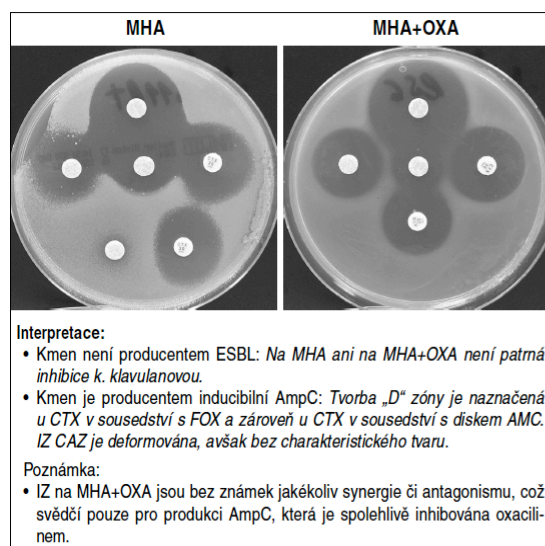 MHA
MHA+OXA
Interpretace:
• Kmen není producentem ESBL: Na MHA ani na MHA+OXA není patrná
inhibice k. klavulanovou.
• Kmen je producentem inducibilní AmpC: Tvorba „D“ zóny je naznačená
u CTX v sousedství s FOX a zároveň u CTX v sousedství s diskem AMC.
IZ CAZ je deformována, avšak bez charakteristického tvaru.
Poznámka:
• IZ na MHA+OXA jsou bez známek jakékoliv synergie či antagonismu, což
svědčí pouze pro produkci AmpC, která je spolehlivě inhibována oxacili-
nem.